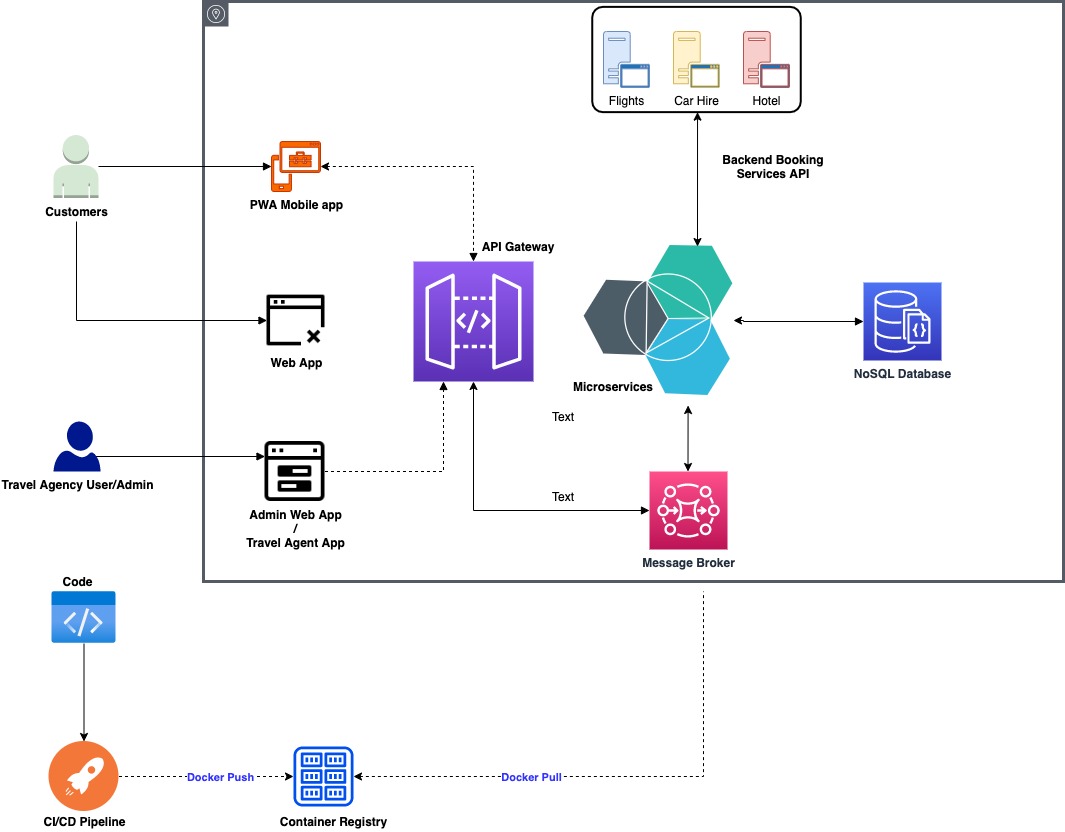 Flights
Car Hire
Hotel
Backend Booking
Services API
Customers
PWA Mobile app
API Gateway
Web App
Microservices
NoSQL Database
Text
Travel Agency User/Admin
Text
Admin Web App
/
Travel Agent App
Message Broker
Code
</>
CI/CD Pipeline
Docker Push
Container Registry
Docker Pull